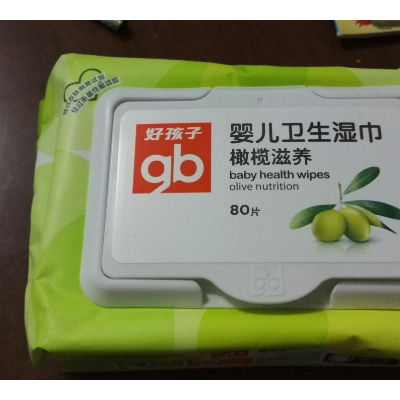 好孩子
gb
婴儿卫生湿巾
橄榄滋养
baby health wipes
olive nutrition
80片
gb